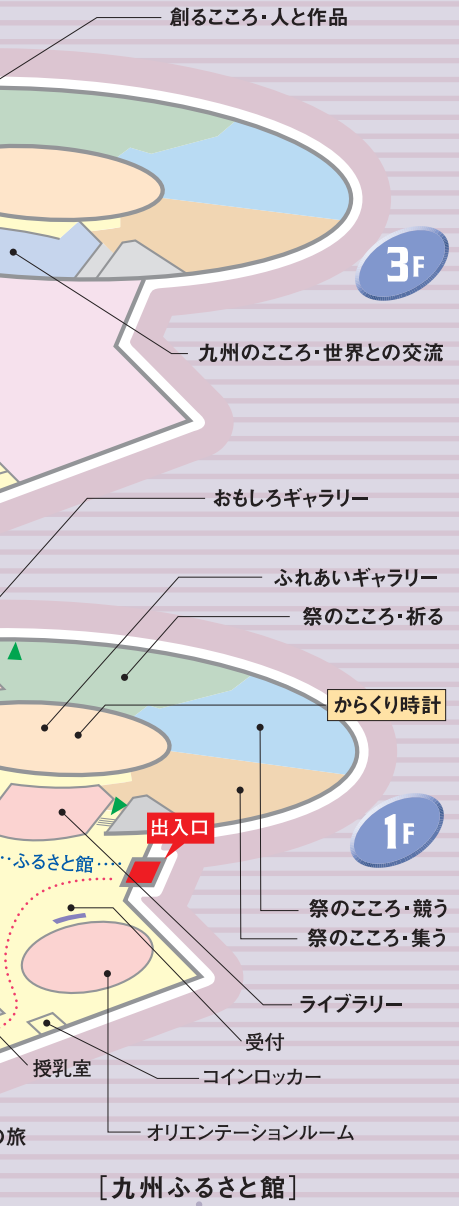 創るこころ・人と作品
3F
九州のこころ・世界との交流
おもしろギャラリー
ふれあいギャラリー
祭のこころ・祈る
からくり時計
出入口
1F
ふるさと館
祭のこころ・競う
祭のこころ・集う
ライブラリー
受付
授乳室
コインロッカー
の旅
オリエンテーションルーム
[九州ふるさと館]